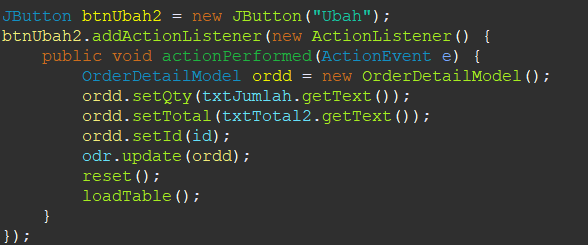 JButton btnUbah2 = new JButton("Ubah");
btnUbah2.addActionListener(new ActionListener() {
    public void actionPerformed(ActionEvent e) {
        OrderDetailModel ordd = new OrderDetailModel();
        ordd.setQty(txtJumlah.getText());
        ordd.setTotal(txtTotal2.getText());
        ordd.setId(id);
        odr.update(ordd);
        reset();
        loadTable();
    }
});